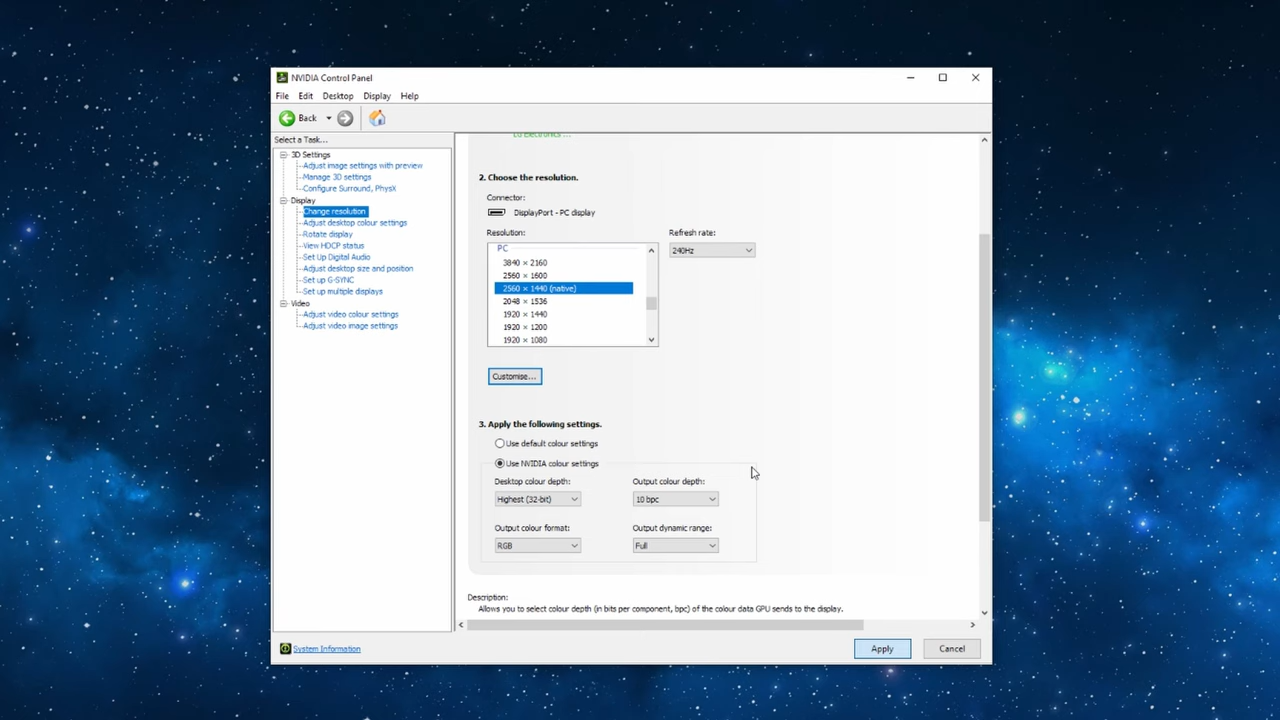 NVIDIA Control Panel
File Edit Desktop Display Help
Back
Select a Task...
3D Settings
Adjust image settings with preview
Manage 3D settings
Configure Surround, PhysX
Display
Change resolution
Adjust desktop colour settings
Rotate display
View HDCP status
Set Up Digital Audio
Adjust desktop size and position
Set up G-SYNC
Set up multiple displays
Video
Adjust video colour settings
Adjust video image settings
System Information
LG Electronics ...
2. Choose the resolution.
Connector:
DisplayPort - PC display
Resolution:
Refresh rate:
PC
240Hz
3840 × 2160
2560 × 1600
2560 × 1440 (native)
2048 × 1536
1920 × 1440
1920 × 1200
1920 × 1080
Customise...
3. Apply the following settings.
Use default colour settings
Use NVIDIA colour settings
Desktop colour depth:
Output colour depth:
Highest (32-bit)
10 bpc
Output colour format:
Output dynamic range:
RGB
Full
Description:
Allows you to select colour depth (in bits per component, bpc) of the colour data GPU sends to the display.
Apply
Cancel